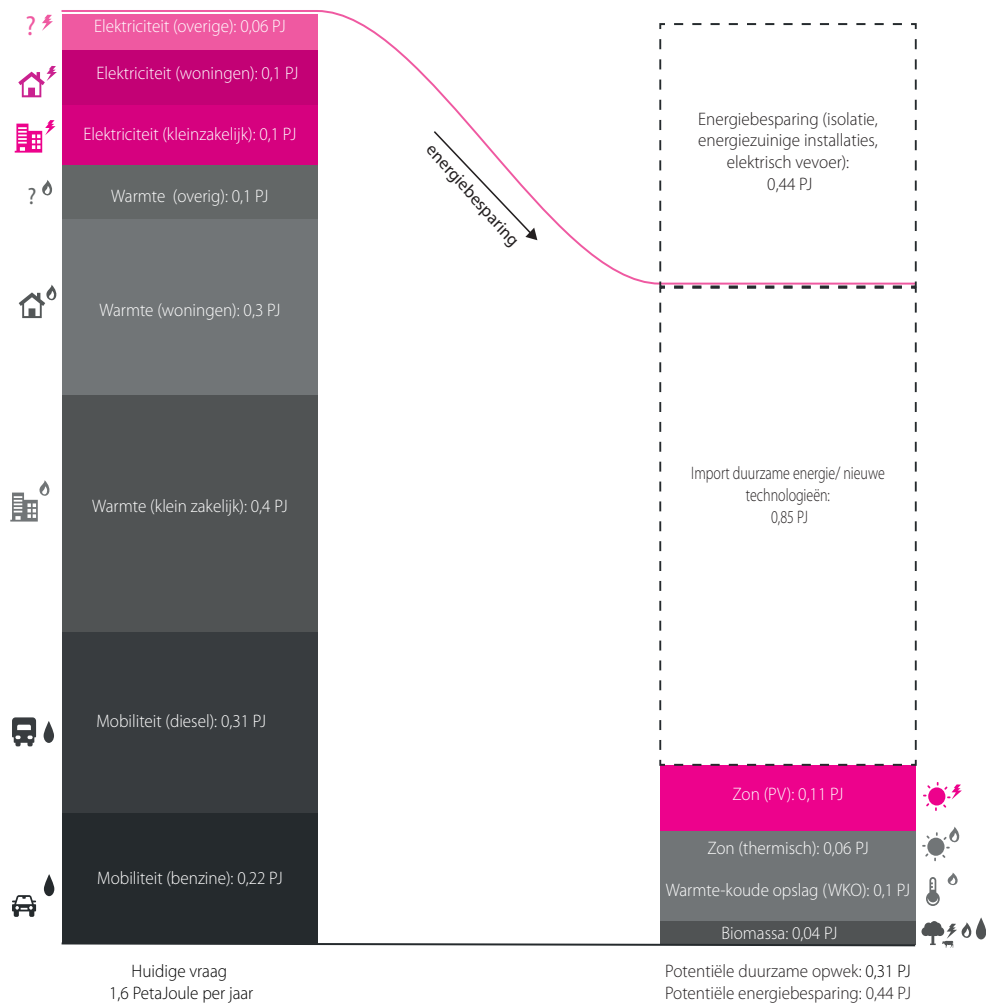 ? Elektriciteit (overige): 0,06 PJ
Elektriciteit (woningen): 0,1 PJ
Elektriciteit (kleinzakelijk): 0,1 PJ
? Warmte (overig): 0,1 PJ
Warmte (woningen): 0,3 PJ
Warmte (klein zakelijk): 0,4 PJ
Mobiliteit (diesel): 0,31 PJ
Mobiliteit (benzine): 0,22 PJ
Huidige vraag
1,6 PetaJoule per jaar
energiebesparing
Energiebesparing (isolatie,
energiezuinige installaties,
elektrisch vevoer):
0,44 PJ
Import duurzame energie/ nieuwe
technologieën:
0,85 PJ
Zon (PV): 0,11 PJ
Zon (thermisch): 0,06 PJ
Warmte-koude opslag (WKO): 0,1 PJ
Biomassa: 0,04 PJ
Potentiële duurzame opwek: 0,31 PJ
Potentiële energiebesparing: 0,44 PJ